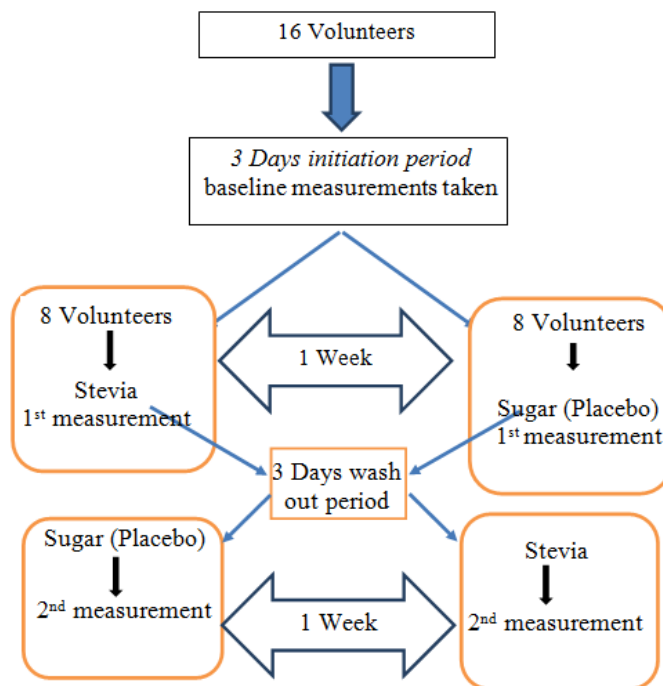 16 Volunteers
3 Days initiation period
baseline measurements taken
8 Volunteers
Stevia
1st measurement
1 Week
8 Volunteers
Sugar (Placebo)
1st measurement
3 Days wash
out period
Sugar (Placebo)
2nd measurement
1 Week
Stevia
2nd measurement